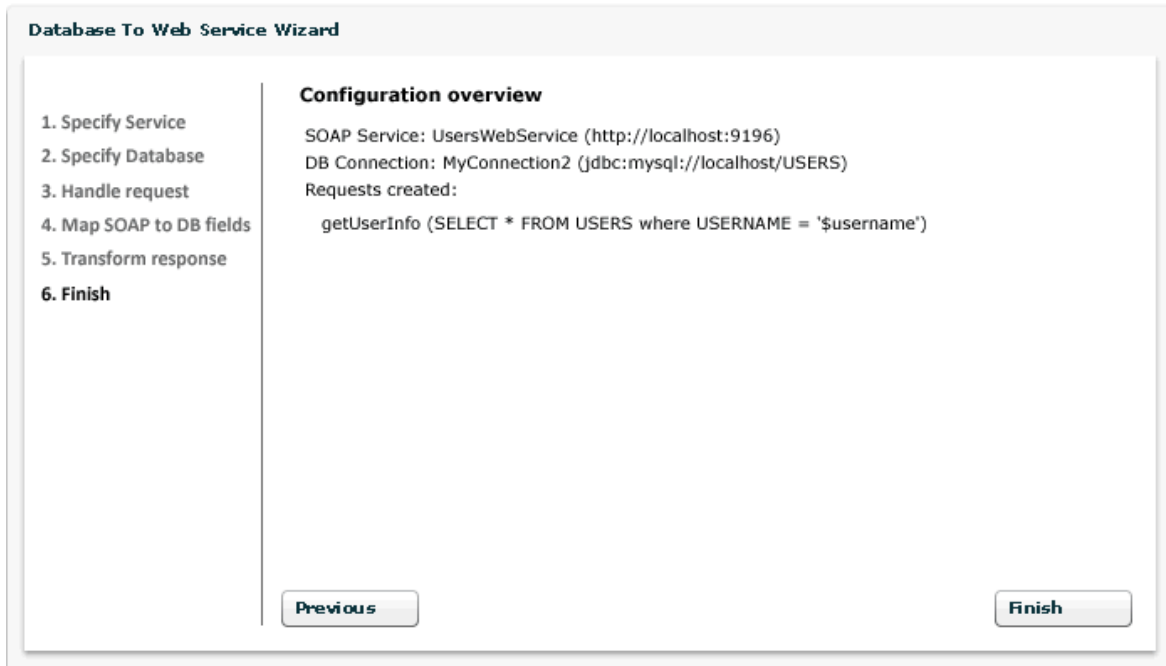 Database To Web Service Wizard
1. Specify Service
2. Specify Database
3. Handle request
4. Map SOAP to DB fields
5. Transform response
6. Finish
Configuration overview
SOAP Service: UsersWebService (http://localhost:9196)
DB Connection: MyConnection2 (jdbc:mysql://localhost/USERS)
Requests created:
getUserInfo (SELECT * FROM USERS where USERNAME = '$username')
Previous
Finish